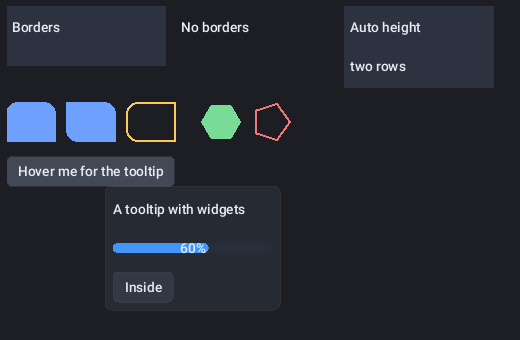 Borders
No borders
Auto height
two rows
Hover me for the tooltip
A tooltip with widgets
60%
Inside